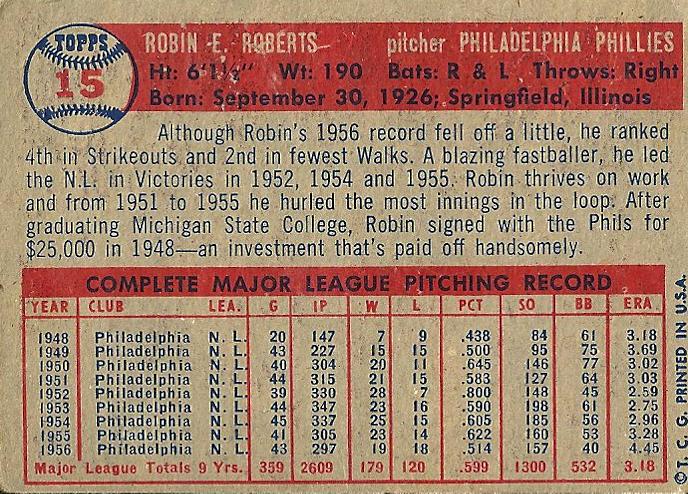 TOPPS
15
ROBIN E. ROBERTS pitcher PHILADELPHIA PHILLIES
Ht: 6'1½" Wt: 190 Bats: R & L Throws: Right
Born: September 30, 1926; Springfield, Illinois
Although Robin's 1956 record fell off a little, he ranked
4th in Strikeouts and 2nd in fewest Walks. A blazing fastballer, he led
the N.L. in Victories in 1952, 1954 and 1955. Robin thrives on work
and from 1951 to 1955 he hurled the most innings in the loop. After
graduating Michigan State College, Robin signed with the Phils for
$25,000 in 1948—an investment that's paid off handsomely.
COMPLETE MAJOR LEAGUE PITCHING RECORD
YEAR CLUB LEA. G IP W L PCT SO BB ERA
1948 Philadelphia N. L. 20 147 7 9 .438 84 61 3.18
1949 Philadelphia N. L. 43 227 15 15 .500 95 75 3.69
1950 Philadelphia N. L. 40 304 20 11 .645 146 77 3.02
1951 Philadelphia N. L. 44 315 21 15 .583 127 64 3.03
1952 Philadelphia N. L. 39 330 28 7 .800 148 45 2.59
1953 Philadelphia N. L. 44 347 23 16 .590 198 61 2.75
1954 Philadelphia N. L. 45 337 23 15 .605 185 56 2.96
1955 Philadelphia N. L. 41 305 23 14 .622 160 53 3.28
1956 Philadelphia N. L. 43 297 19 18 .514 157 40 4.45
Major League Totals 9 Yrs. 359 2609 179 120 .599 1300 532 3.18
©T. C. G. PRINTED IN U.S.A.